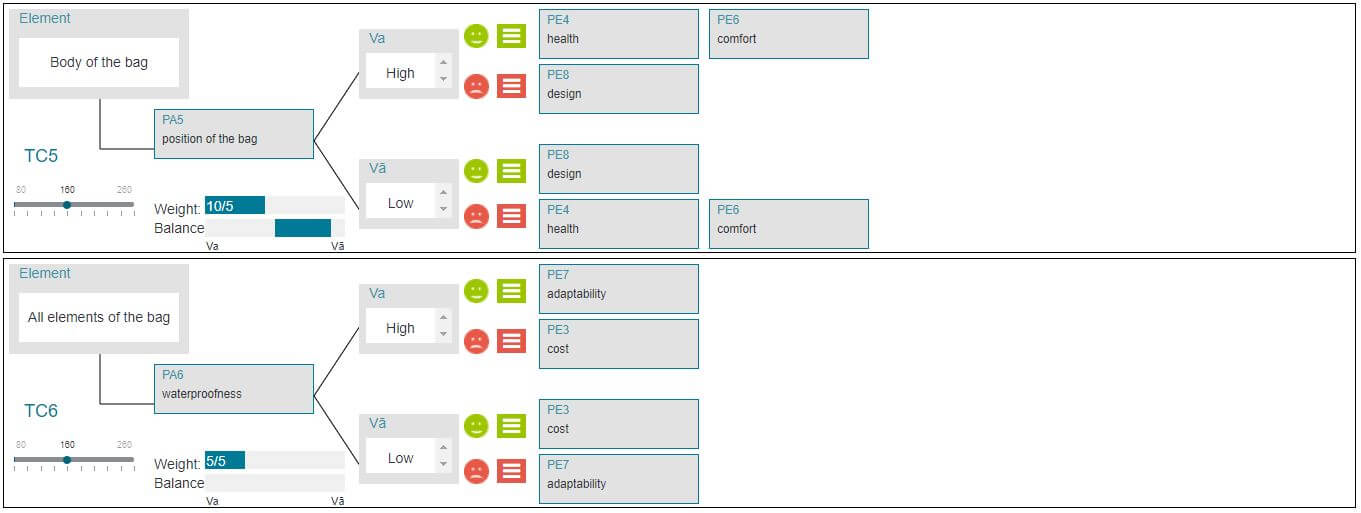 Element
Body of the bag
PA5
position of the bag
TC5
80 160 260
Weight: 10/5
Balance
Va Vā
Va
High
PE4
health
PE6
comfort
PE8
design
Vā
Low
PE8
design
PE4
health
PE6
comfort
Element
All elements of the bag
PA6
waterproofness
TC6
80 160 260
Weight: 5/5
Balance
Va Vā
Va
High
PE7
adaptability
PE3
cost
Vā
Low
PE3
cost
PE7
adaptability